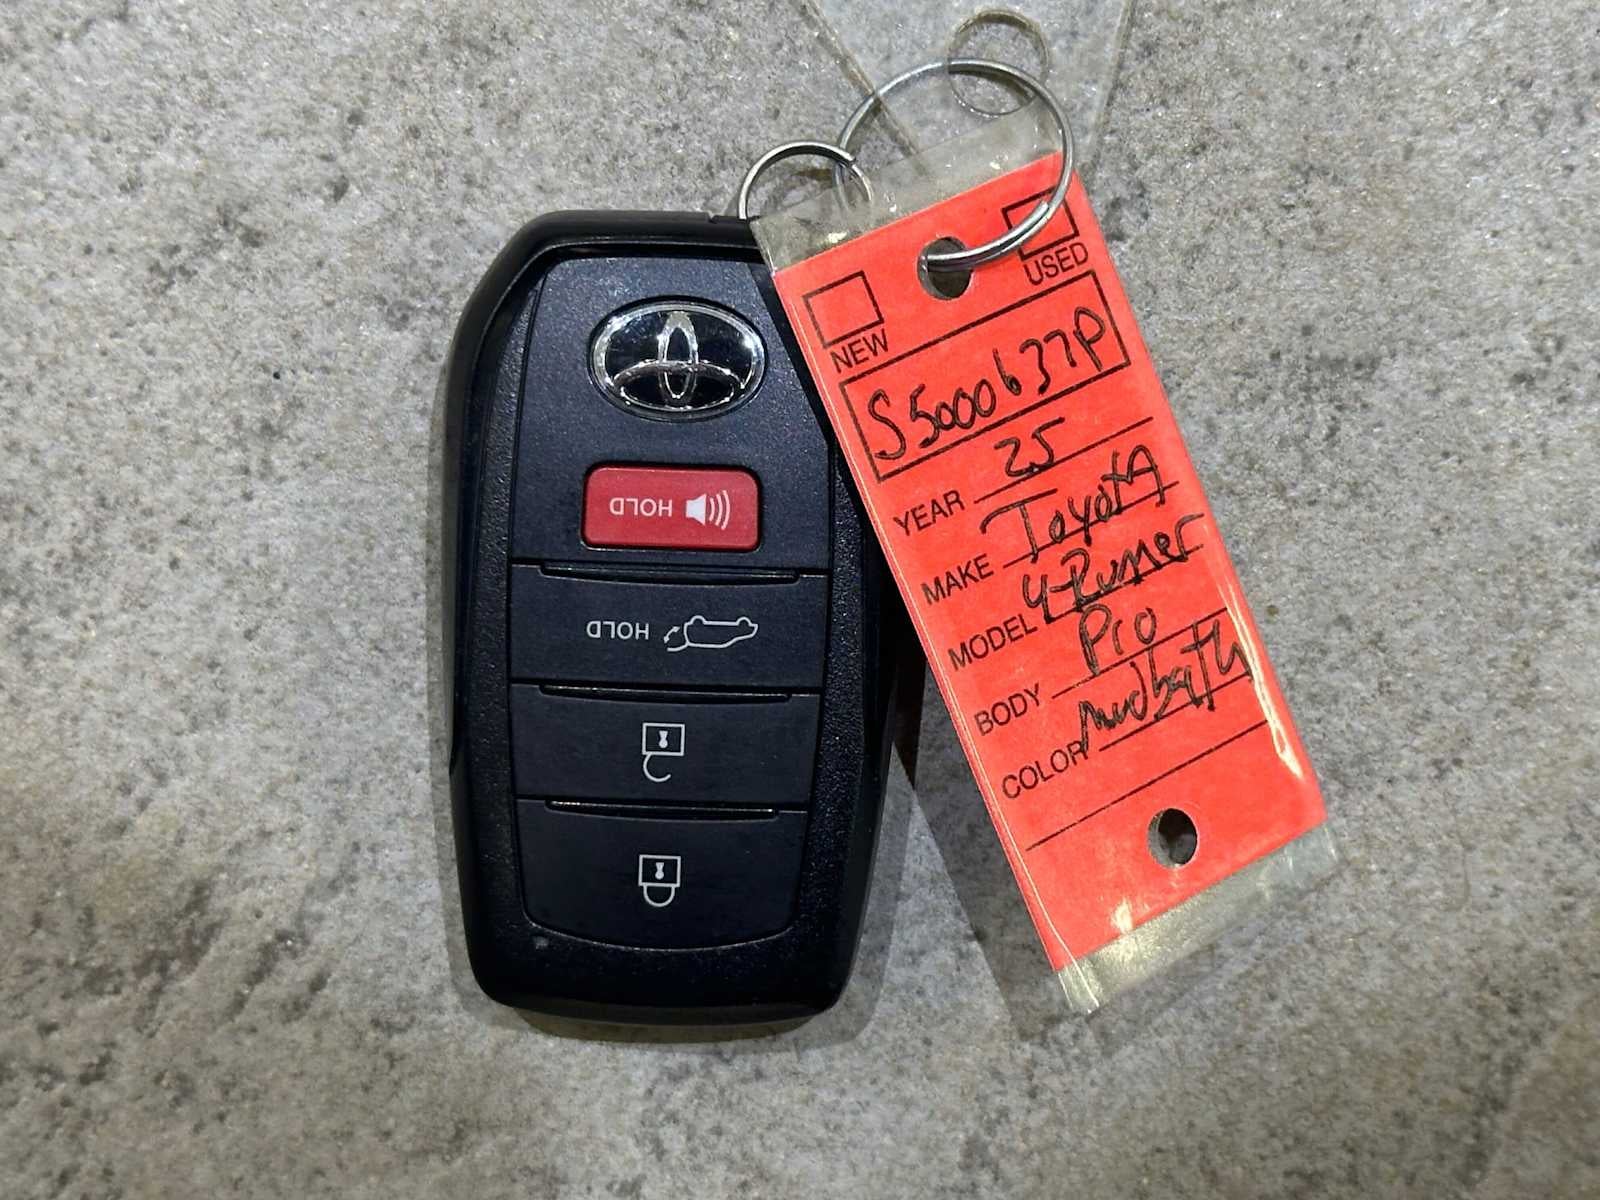 HOLD
HOLD
NEW
USED
S5000637P
YEAR 25
MAKE Toyota
MODEL 4-Runner
BODY Pro
COLOR mudbath